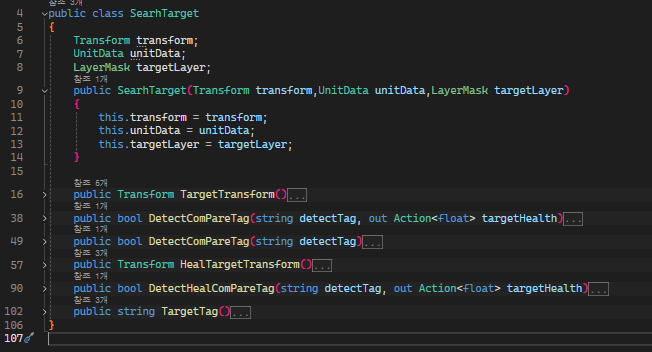 참조 3개
4 public class SearhTarget
5 {
6 Transform transform;
7 UnitData unitData;
8 LayerMask targetLayer;
참조 1개
9 public SearhTarget(Transform transform,UnitData unitData,LayerMask targetLayer)
10 {
11 this.transform = transform;
12 this.unitData = unitData;
13 this.targetLayer = targetLayer;
14 }
15
참조 6개
16 public Transform TargetTransform()...
참조 1개
38 public bool DetectComPareTag(string detectTag, out Action<float> targetHealth)...
참조 1개
49 public bool DetectComPareTag(string detectTag)...
참조 3개
57 public Transform HealTargetTransform()...
참조 1개
90 public bool DetectHealComPareTag(string detectTag, out Action<float> targetHealth)...
참조 3개
102 public string TargetTag()...
106 }
107